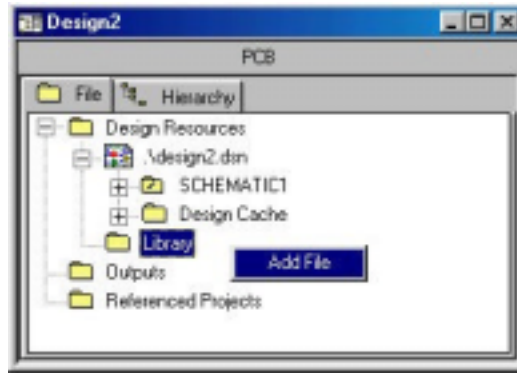 Design2
PCB
File Hierarchy
Design Resources
.\design2.dsn
SCHEMATIC1
Design Cache
Library
Add File
Outputs
Referenced Projects